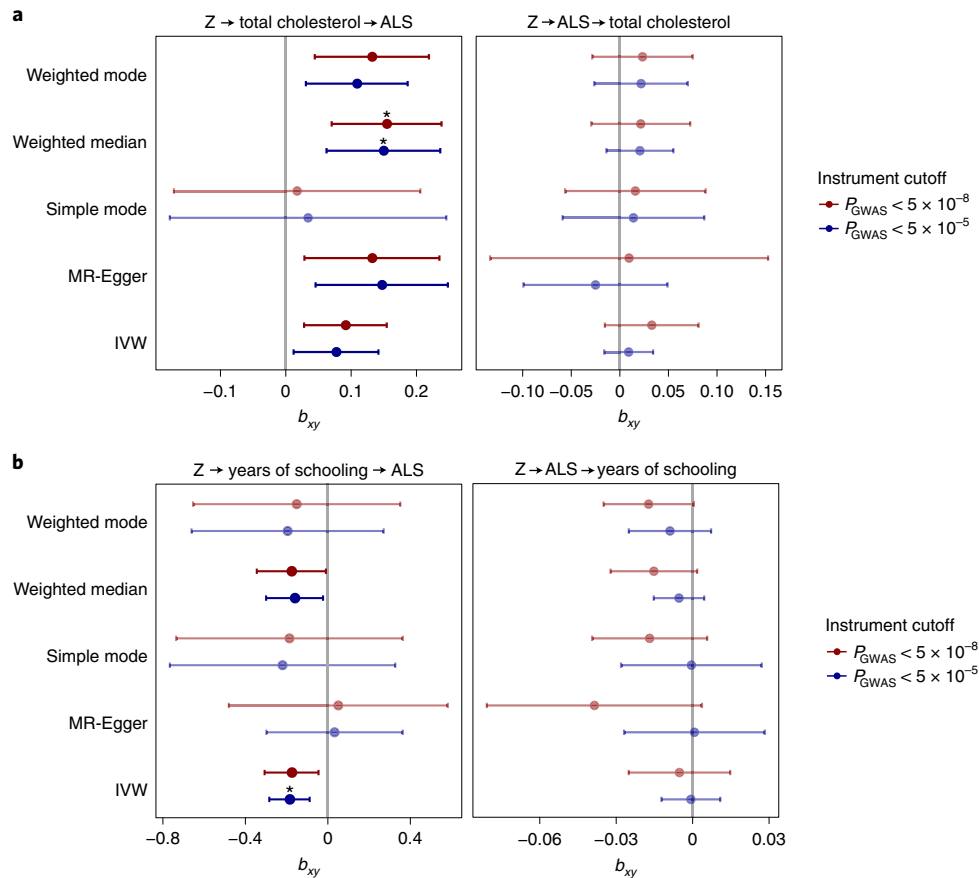 a
Z → total cholesterol → ALS
Z → ALS → total cholesterol
Weighted mode
Weighted median
Simple mode
MR-Egger
IVW
*
*
−0.1 0 0.1 0.2
−0.10 −0.05 0 0.05 0.10 0.15
b_xy
b_xy
Instrument cutoff
P_GWAS < 5 × 10⁻⁸
P_GWAS < 5 × 10⁻⁵
b
Z → years of schooling → ALS
Z → ALS → years of schooling
Weighted mode
Weighted median
Simple mode
MR-Egger
IVW
*
−0.8 −0.4 0 0.4
−0.06 −0.03 0 0.03
b_xy
b_xy
Instrument cutoff
P_GWAS < 5 × 10⁻⁸
P_GWAS < 5 × 10⁻⁵